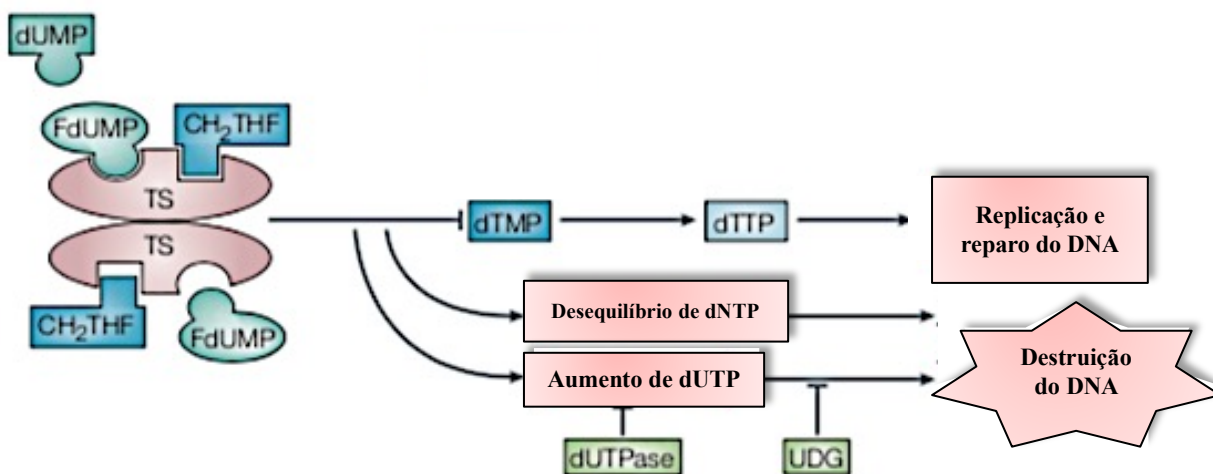 dUMP
FdUMP
CH₂THF
TS
TS
CH₂THF
FdUMP
dTMP
dTTP
Replicação e
reparo do DNA
Desequilíbrio de dNTP
Aumento de dUTP
Destruição
do DNA
dUTPase
UDG